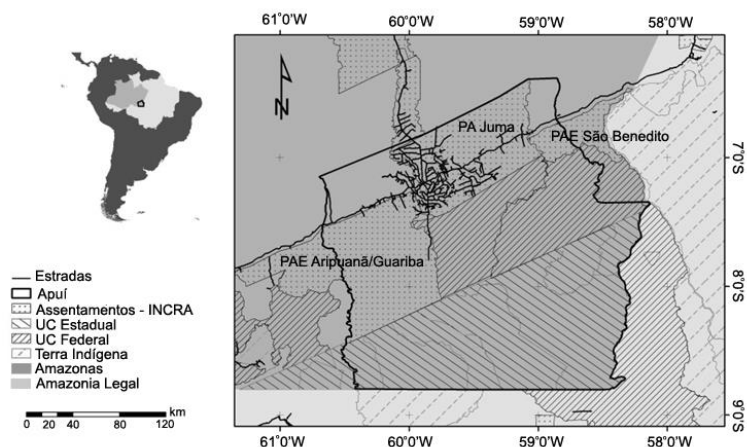 61°0'W 60°0'W 59°0'W 58°0'W
N
PA Juma
PAE São Benedito
PAE Aripuanã/Guariba
7°0'S
8°0'S
9°0'S
Estradas
Apuí
Assentamentos - INCRA
UC Estadual
UC Federal
Terra Indígena
Amazonas
Amazonia Legal
km
0 20 40 60 80 120
61°0'W 60°0'W 59°0'W 58°0'W